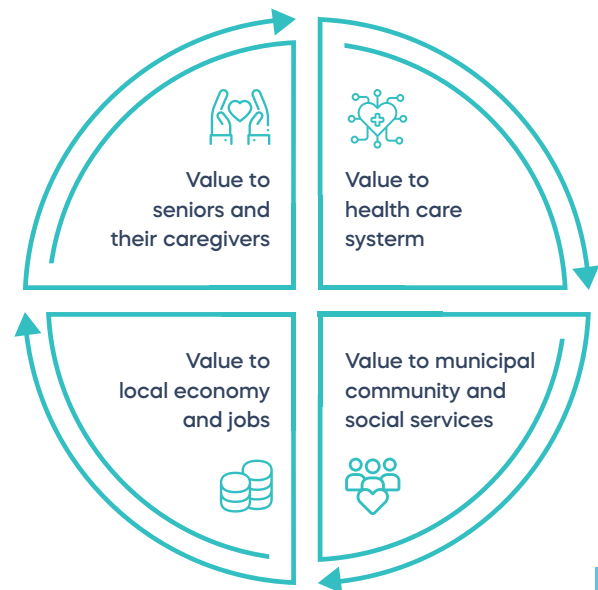 Value to
seniors and
their caregivers
Value to
health care
systerm
Value to
local economy
and jobs
Value to municipal
community and
social services